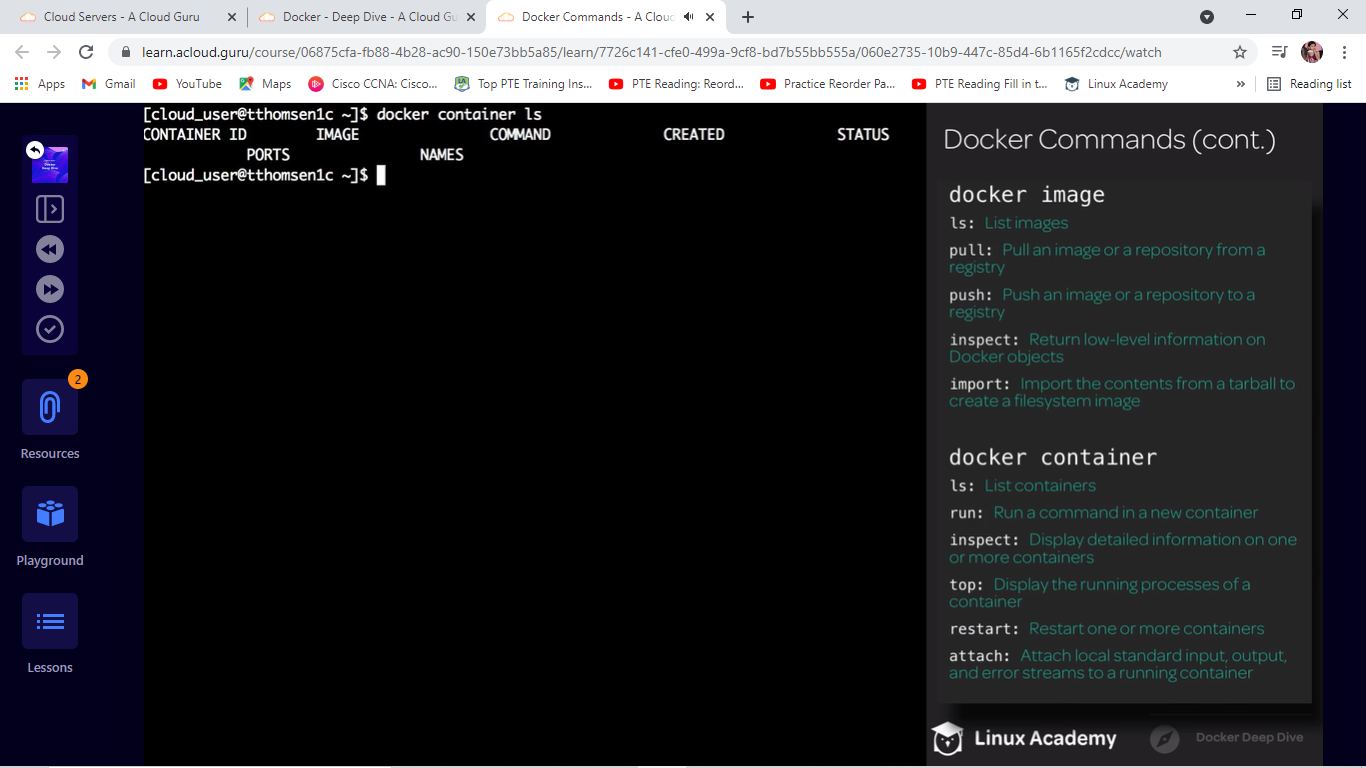 Cloud Servers - A Cloud Guru
Docker - Deep Dive - A Cloud Gu
Docker Commands - A Cloud
learn.acloud.guru/course/06875cfa-fb88-4b28-ac90-150e73bb5a85/learn/7726c141-cfe0-499a-9cf8-bd7b55bb555a/060e2735-10b9-447c-85d4-6b1165f2cdcc/watch
Apps Gmail YouTube Maps Cisco CCNA: Cisco... Top PTE Training Ins... PTE Reading: Reord... Practice Reorder Pa... PTE Reading Fill in t... Linux Academy » Reading list
[cloud_user@tthomsen1c ~]$ docker container ls
CONTAINER ID IMAGE COMMAND CREATED STATUS
PORTS NAMES
[cloud_user@tthomsen1c ~]$
2
Resources
Playground
Lessons
Docker Commands (cont.)
docker image
ls: List images
pull: Pull an image or a repository from a
registry
push: Push an image or a repository to a
registry
inspect: Return low-level information on
Docker objects
import: Import the contents from a tarball to
create a filesystem image
docker container
ls: List containers
run: Run a command in a new container
inspect: Display detailed information on one
or more containers
top: Display the running processes of a
container
restart: Restart one or more containers
attach: Attach local standard input, output,
and error streams to a running container
Linux Academy
Docker Deep Dive